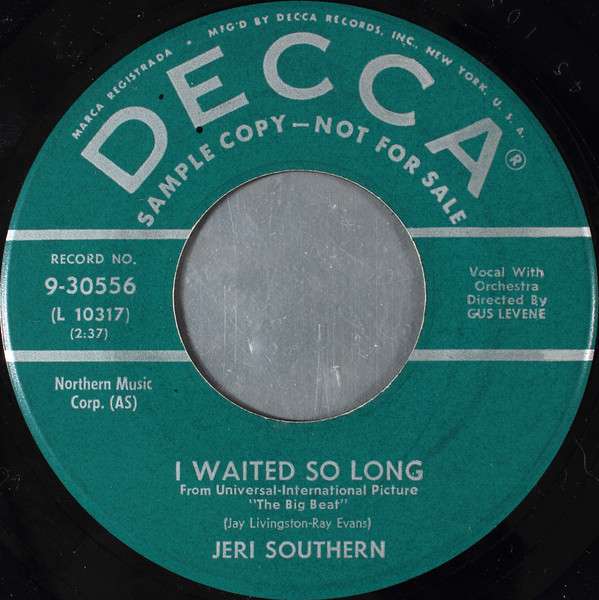 MARCA REGISTRADA • MFG'D BY DECCA RECORDS, INC., NEW YORK, U. S. A.
DECCA®
SAMPLE COPY—NOT FOR SALE
RECORD NO.
9-30556
(L 10317)
(2:37)
Vocal With
Orchestra
Directed By
GUS LEVENE
Northern Music
Corp. (AS)
I WAITED SO LONG
From Universal-International Picture
"The Big Beat"
(Jay Livingston-Ray Evans)
JERI SOUTHERN